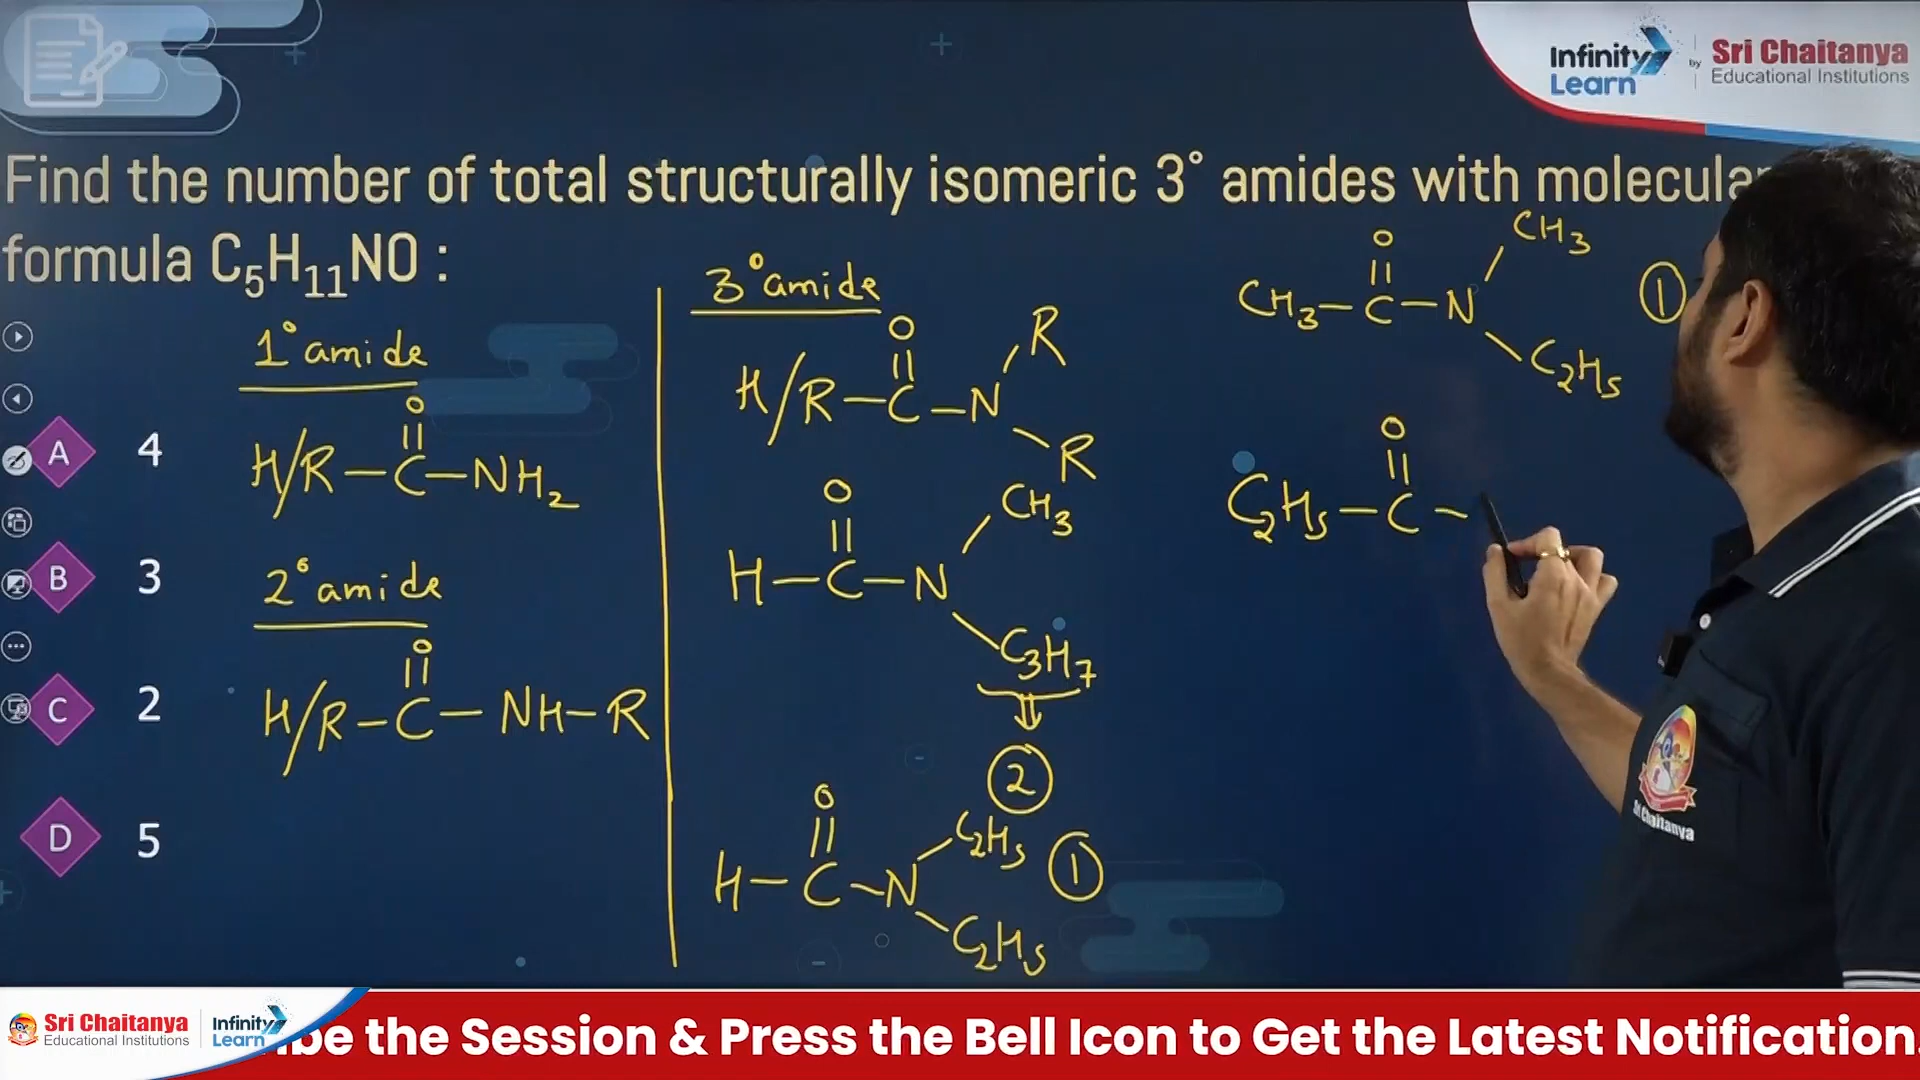 Infinity Learn by Sri Chaitanya Educational Institutions
Find the number of total structurally isomeric 3° amides with molecular
formula C₅H₁₁NO :
A 4
B 3
C 2
D 5
1° amide
O
H/R—C—NH₂
2° amide
O
H/R—C—NH—R
3° amide
O R
H/R—C—N
R
O CH₃
H—C—N
C₃H₇
2
O C₂H₅
H—C—N 1
C₂H₅
O CH₃
CH₃—C—N 1
C₂H₅
O
C₂H₅—C—
Sri Chaitanya
Sri Chaitanya Educational Institutions Infinity Learn
be the Session & Press the Bell Icon to Get the Latest Notification.